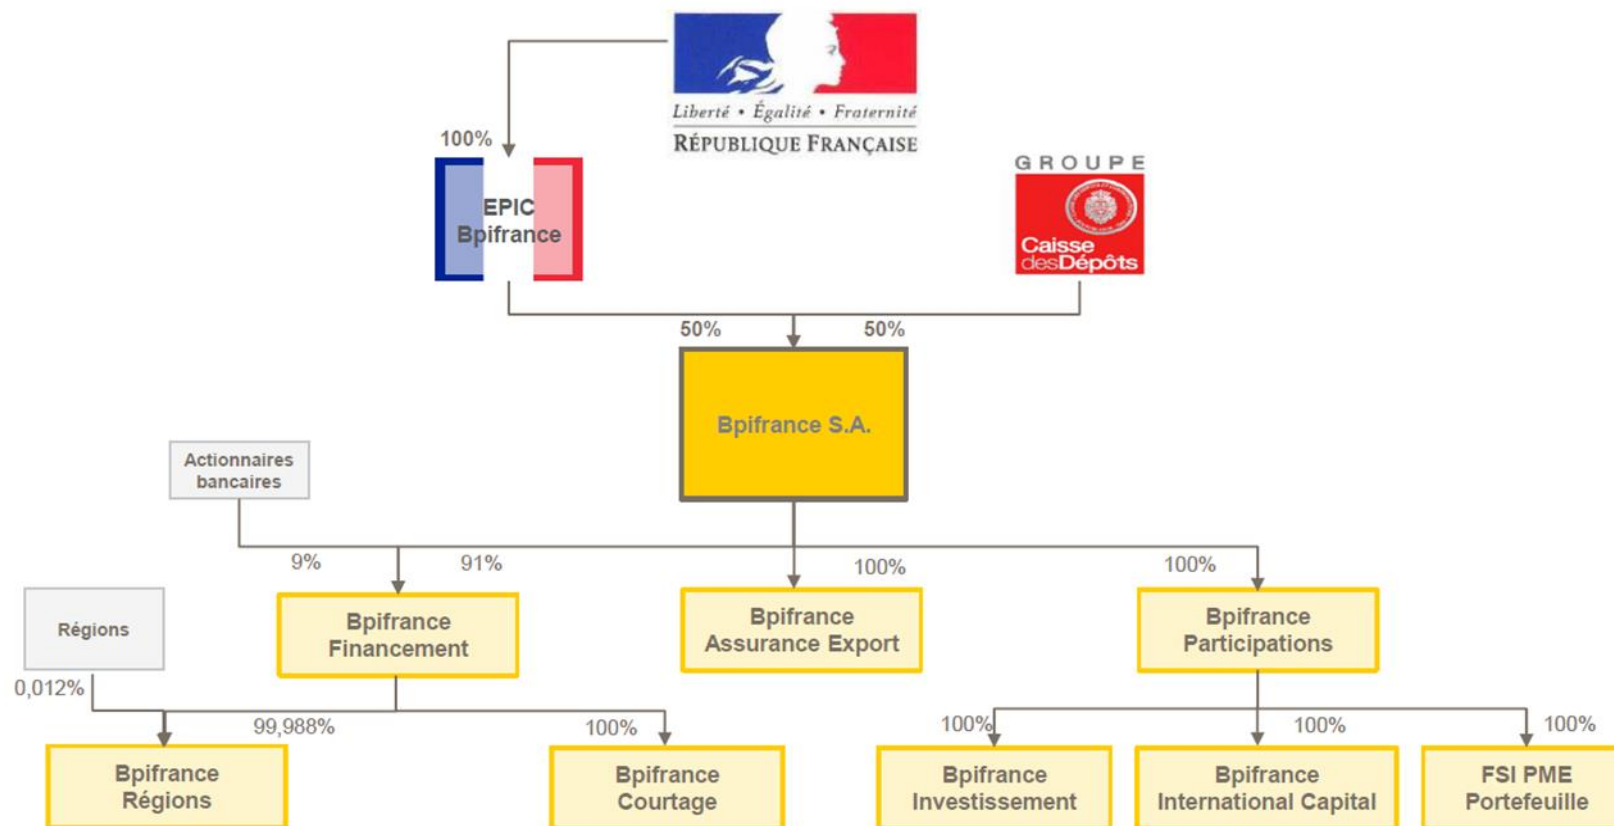 Liberté • Égalité • Fraternité
RÉPUBLIQUE FRANÇAISE
100%
EPIC
Bpifrance
GROUPE
Caisse
desDépôts
50%
50%
Bpifrance S.A.
Actionnaires
bancaires
9%
91%
100%
100%
Régions
Bpifrance
Financement
Bpifrance
Assurance Export
Bpifrance
Participations
0,012%
99,988%
100%
100%
100%
100%
Bpifrance
Régions
Bpifrance
Courtage
Bpifrance
Investissement
Bpifrance
International Capital
FSI PME
Portefeuille